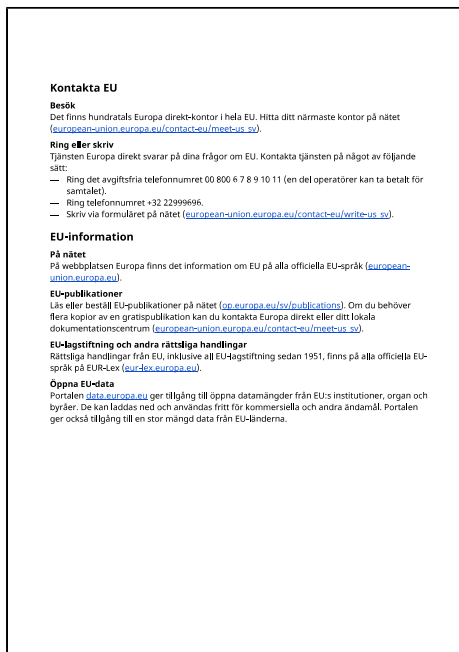 Kontakta EU
Besök
Det finns hundratals Europa direkt-kontor i hela EU. Hitta ditt närmaste kontor på nätet
(european-union.europa.eu/contact-eu/meet-us_sv).
Ring eller skriv
Tjänsten Europa direkt svarar på dina frågor om EU. Kontakta tjänsten på något av följande
sätt:
— Ring det avgiftsfria telefonnumret 00 800 6 7 8 9 10 11 (en del operatörer kan ta betalt för
samtalet).
— Ring telefonnumret +32 22999696.
— Skriv via formuläret på nätet (european-union.europa.eu/contact-eu/write-us_sv).
EU-information
På nätet
På webbplatsen Europa finns det information om EU på alla officiella EU-språk (european-
union.europa.eu).
EU-publikationer
Läs eller beställ EU-publikationer på nätet (op.europa.eu/sv/publications). Om du behöver
flera kopior av en gratispublikation kan du kontakta Europa direkt eller ditt lokala
dokumentationscentrum (european-union.europa.eu/contact-eu/meet-us_sv).
EU-lagstiftning och andra rättsliga handlingar
Rättsliga handlingar från EU, inklusive all EU-lagstiftning sedan 1951, finns på alla officiella EU-
språk på EUR-Lex (eur-lex.europa.eu).
Öppna EU-data
Portalen data.europa.eu ger tillgång till öppna datamängder från EU:s institutioner, organ och
byråer. De kan laddas ned och användas fritt för kommersiella och andra ändamål. Portalen
ger också tillgång till en stor mängd data från EU-länderna.